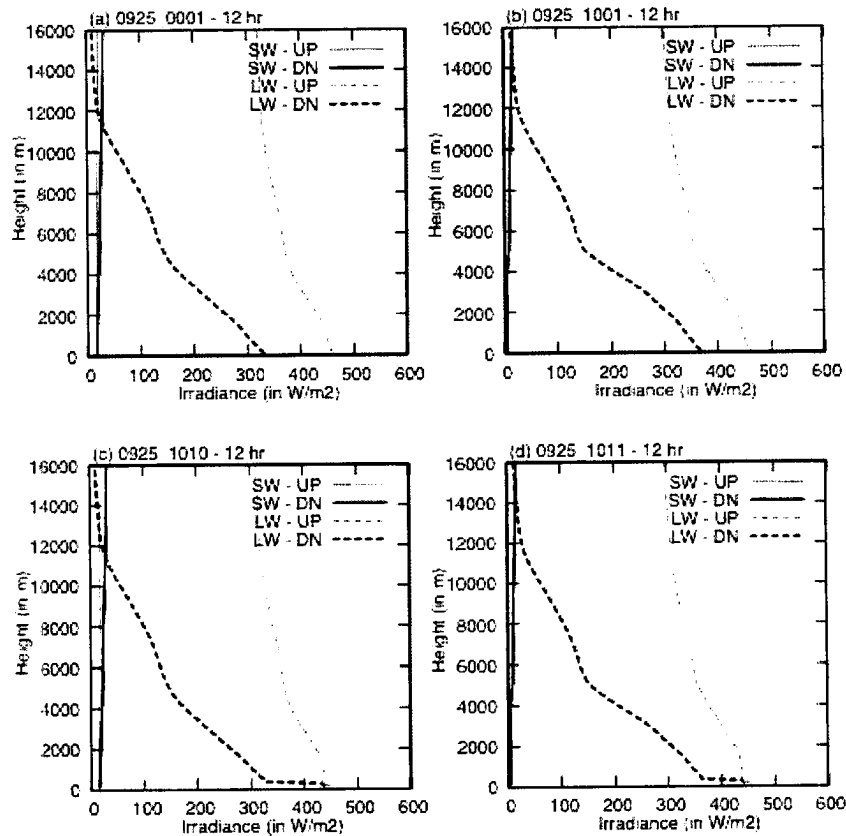 (a) 0925 0001 - 12 hr
16000
14000
12000
10000
8000
6000
4000
2000
0
Height (in m)
SW - UP
SW - DN
LW - UP
LW - DN
0 100 200 300 400 500 600
Irradiance (in W/m2)
(b) 0925 1001 - 12 hr
16000
14000
12000
10000
8000
6000
4000
2000
0
Height (in m)
SW - UP
SW - DN
LW - UP
LW - DN
0 100 200 300 400 500 600
Irradiance (in W/m2)
(c) 0925 1010 - 12 hr
16000
14000
12000
10000
8000
6000
4000
2000
0
Height (in m)
SW - UP
SW - DN
LW - UP
LW - DN
0 100 200 300 400 500 600
Irradiance (in W/m2)
(d) 0925 1011 - 12 hr
16000
14000
12000
10000
8000
6000
4000
2000
0
Height (in m)
SW - UP
SW - DN
LW - UP
LW - DN
0 100 200 300 400 500 600
Irradiance (in W/m2)